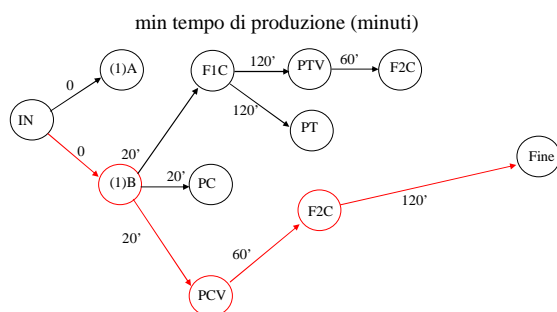 min tempo di produzione (minuti)
(1)A
F1C
120’
PTV
60’
F2C
0
120’
IN
PT
0
20’
Fine
(1)B
20’
PC
F2C
120’
20’
60’
PCV